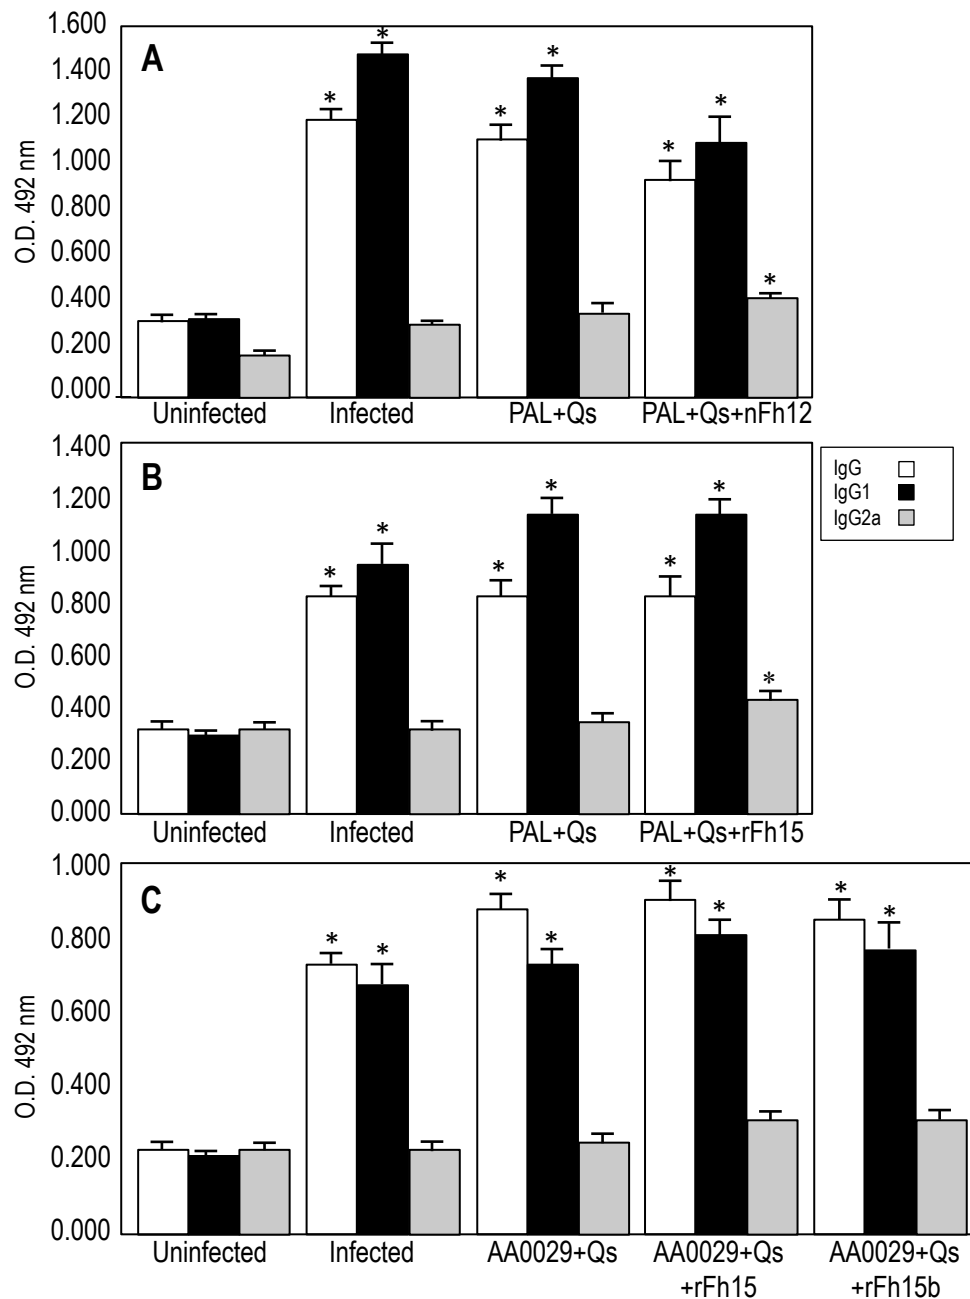 A
O.D. 492 nm
1.600
1.400
1.200
1.000
0.800
0.600
0.400
0.200
0.000
* * * * * * *
Uninfected Infected PAL+Qs PAL+Qs+nFh12
B
O.D. 492 nm
1.400
1.200
1.000
0.800
0.600
0.400
0.200
0.000
* * * * * * *
Uninfected Infected PAL+Qs PAL+Qs+rFh15
IgG
IgG1
IgG2a
C
O.D. 492 nm
1.000
0.800
0.600
0.400
0.200
0.000
* * * * * * * *
Uninfected Infected AA0029+Qs AA0029+Qs AA0029+Qs
+rFh15 +rFh15b